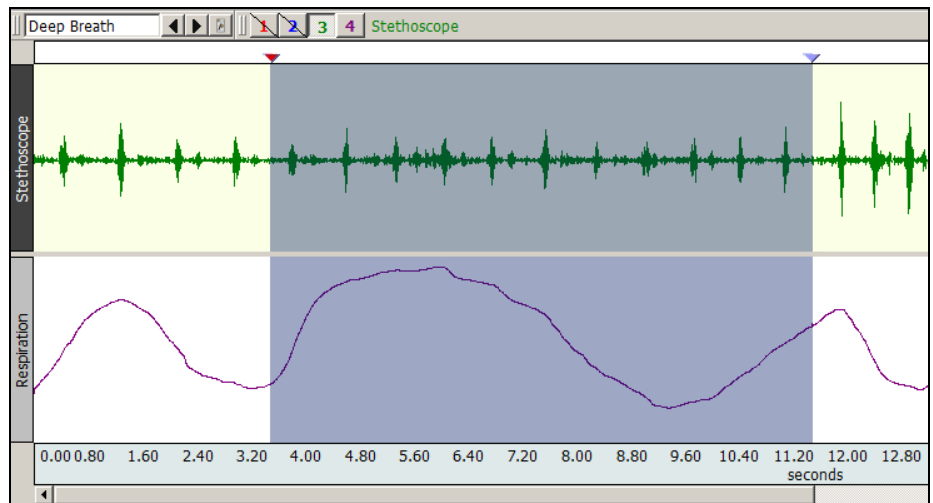 Deep Breath 1 2 3 4 Stethoscope
Stethoscope
Respiration
0.00 0.80 1.60 2.40 3.20 4.00 4.80 5.60 6.40 7.20 8.00 8.80 9.60 10.40 11.20 12.00 12.80
seconds